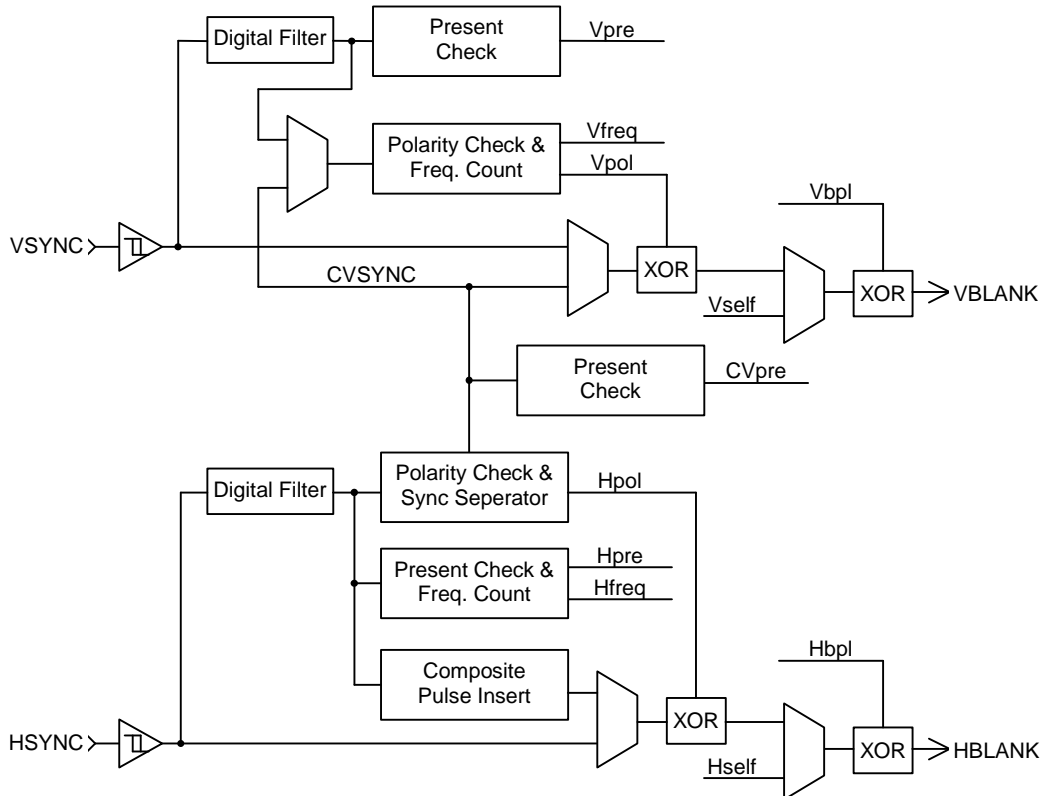 Digital Filter
Present
Check
Vpre
Polarity Check &
Freq. Count
Vfreq
Vpol
Vbpl
VSYNC
CVSYNC
XOR
XOR
VBLANK
Vself
Present
Check
CVpre
Digital Filter
Polarity Check &
Sync Seperator
Hpol
Present Check &
Freq. Count
Hpre
Hfreq
Composite
Pulse Insert
Hbpl
HSYNC
XOR
XOR
HBLANK
Hself